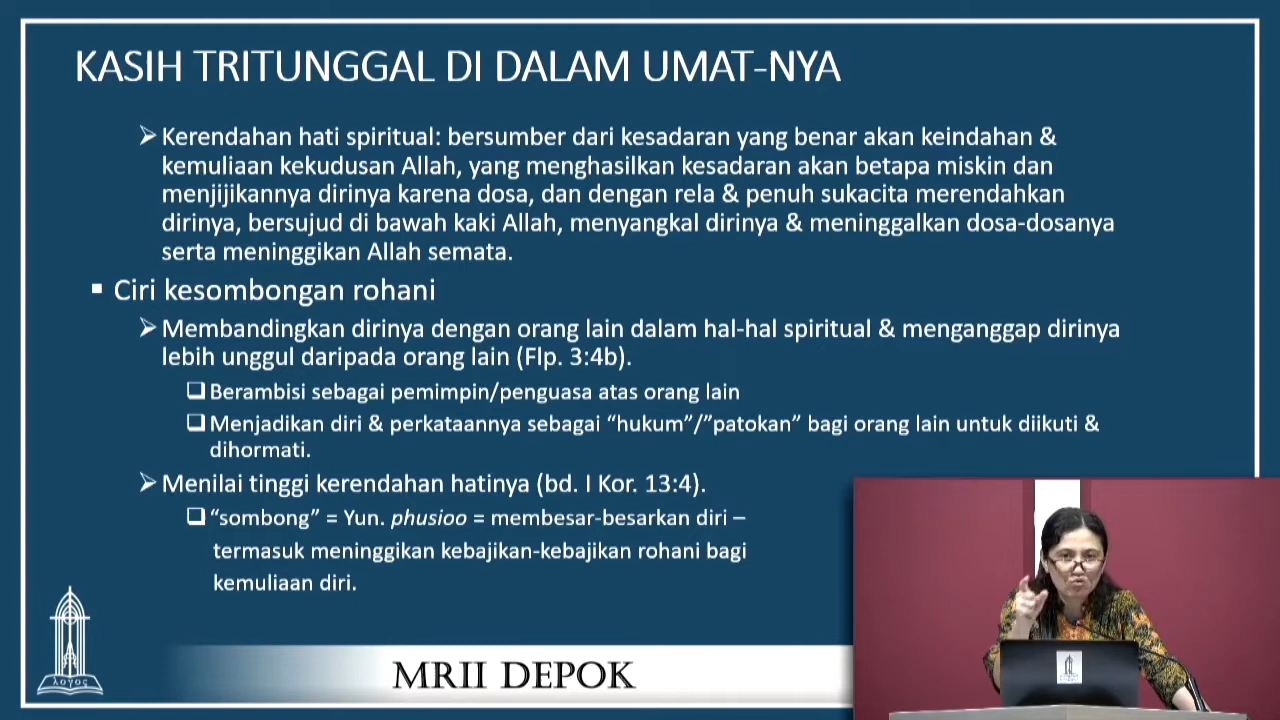 KASIH TRITUNGGAL DI DALAM UMAT-NYA
➢Kerendahan hati spiritual: bersumber dari kesadaran yang benar akan keindahan &
kemuliaan kekudusan Allah, yang menghasilkan kesadaran akan betapa miskin dan
menjijikannya dirinya karena dosa, dan dengan rela & penuh sukacita merendahkan
dirinya, bersujud di bawah kaki Allah, menyangkal dirinya & meninggalkan dosa-dosanya
serta meninggikan Allah semata.
▪ Ciri kesombongan rohani
➢Membandingkan dirinya dengan orang lain dalam hal-hal spiritual & menganggap dirinya
lebih unggul daripada orang lain (Flp. 3:4b).
❑Berambisi sebagai pemimpin/penguasa atas orang lain
❑Menjadikan diri & perkataannya sebagai “hukum”/”patokan” bagi orang lain untuk diikuti &
dihormati.
➢Menilai tinggi kerendahan hatinya (bd. I Kor. 13:4).
❑“sombong” = Yun. phusioo = membesar-besarkan diri –
termasuk meninggikan kebajikan-kebajikan rohani bagi
kemuliaan diri.
λογος
MRII DEPOK